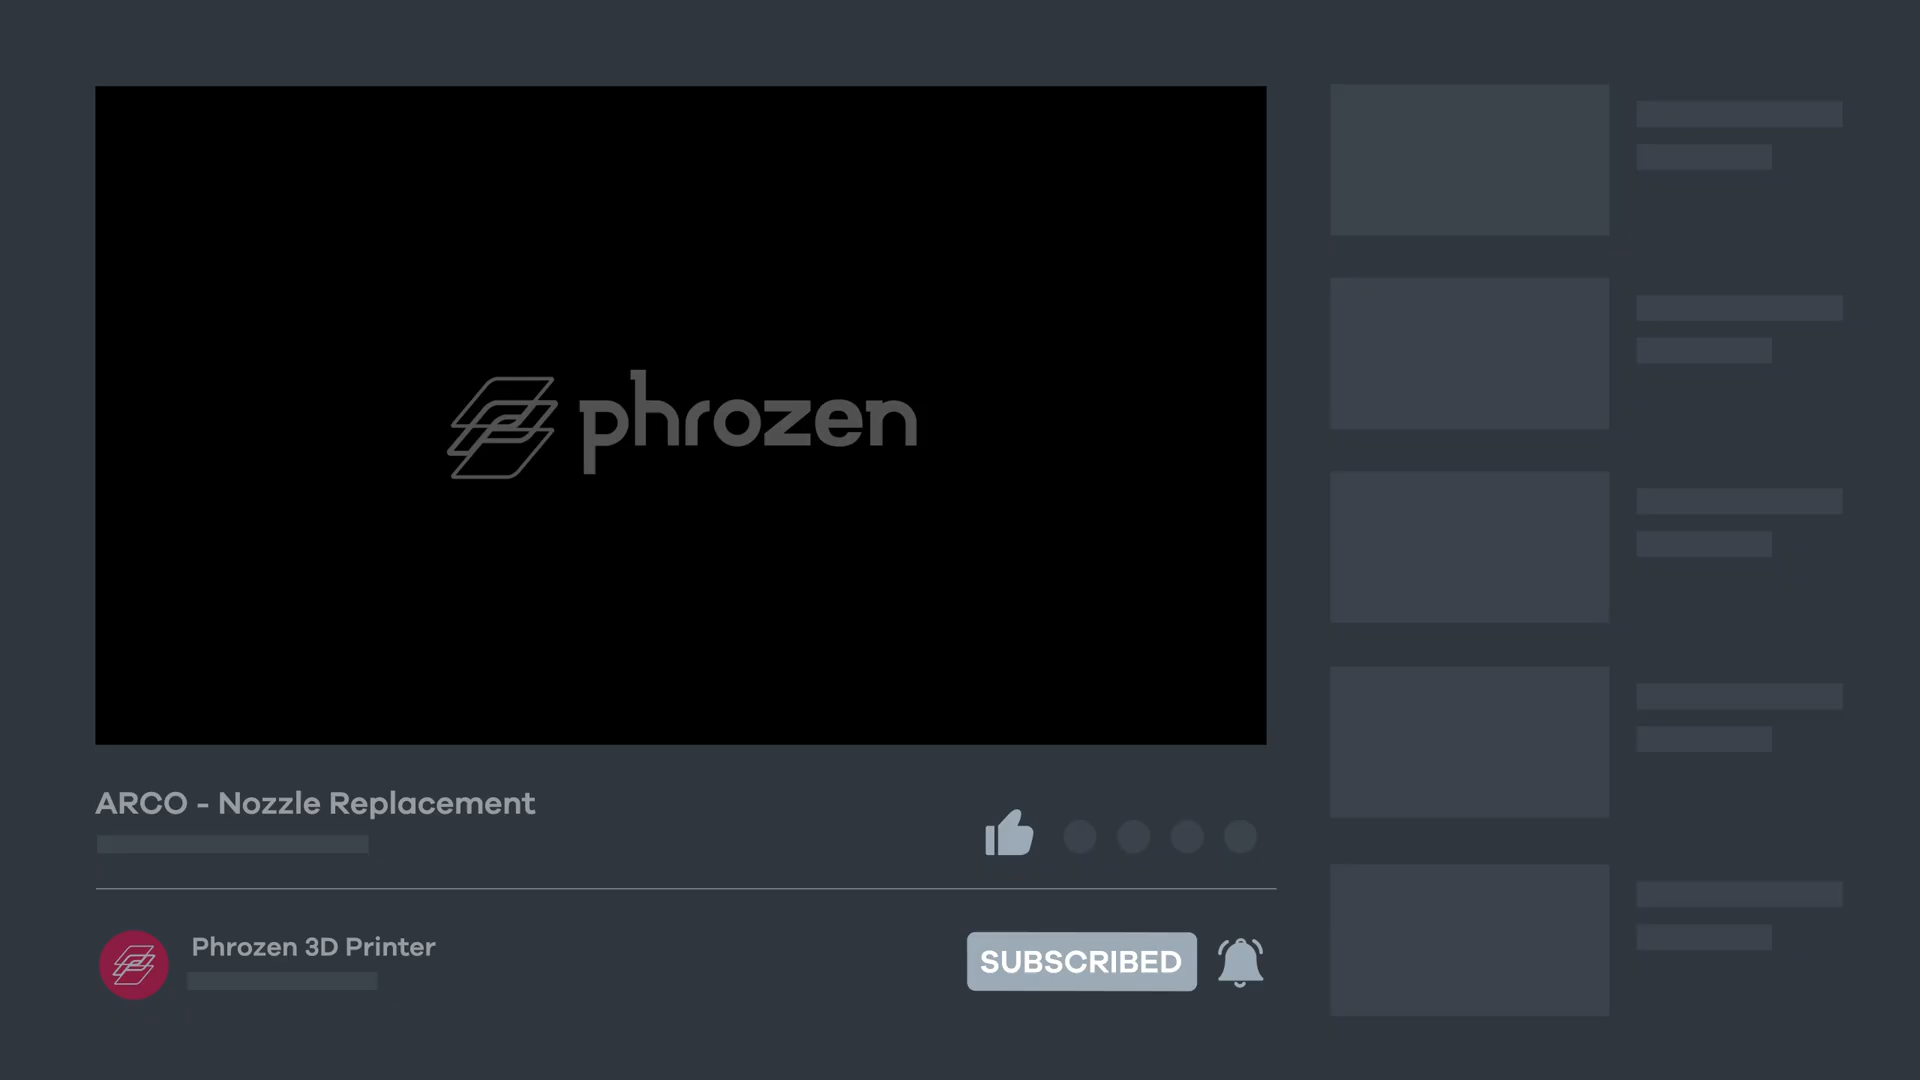 phrozen
ARCO - Nozzle Replacement
Phrozen 3D Printer
SUBSCRIBED